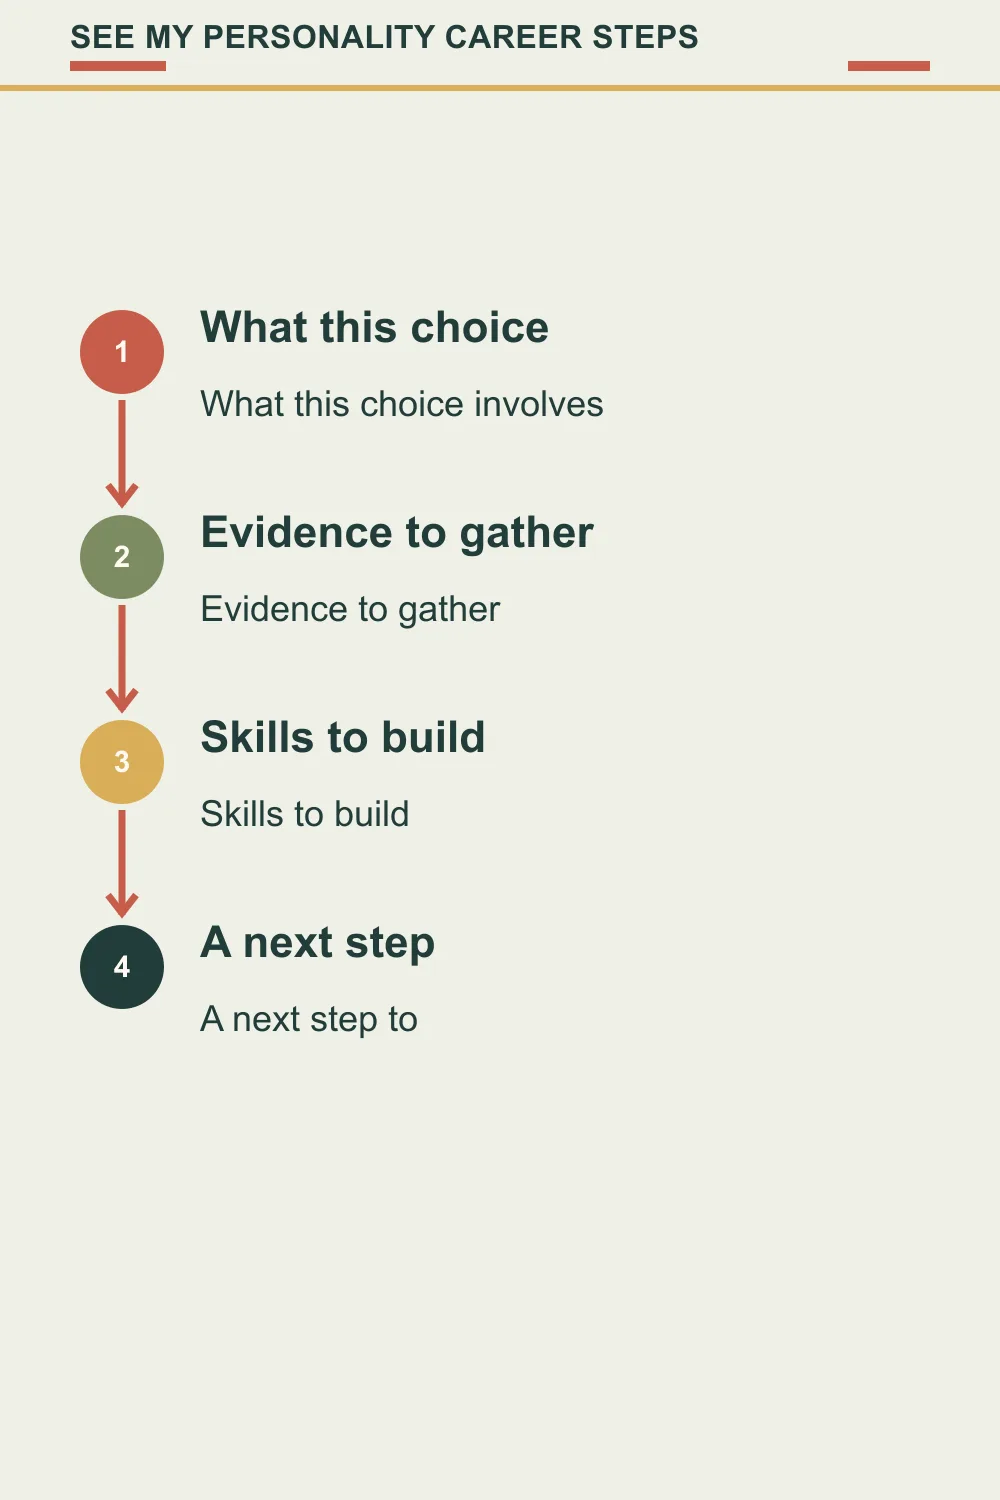 SEE MY PERSONALITY CAREER STEPS
1
What this choice
What this choice involves
2
Evidence to gather
Evidence to gather
3
Skills to build
Skills to build
4
A next step
A next step to